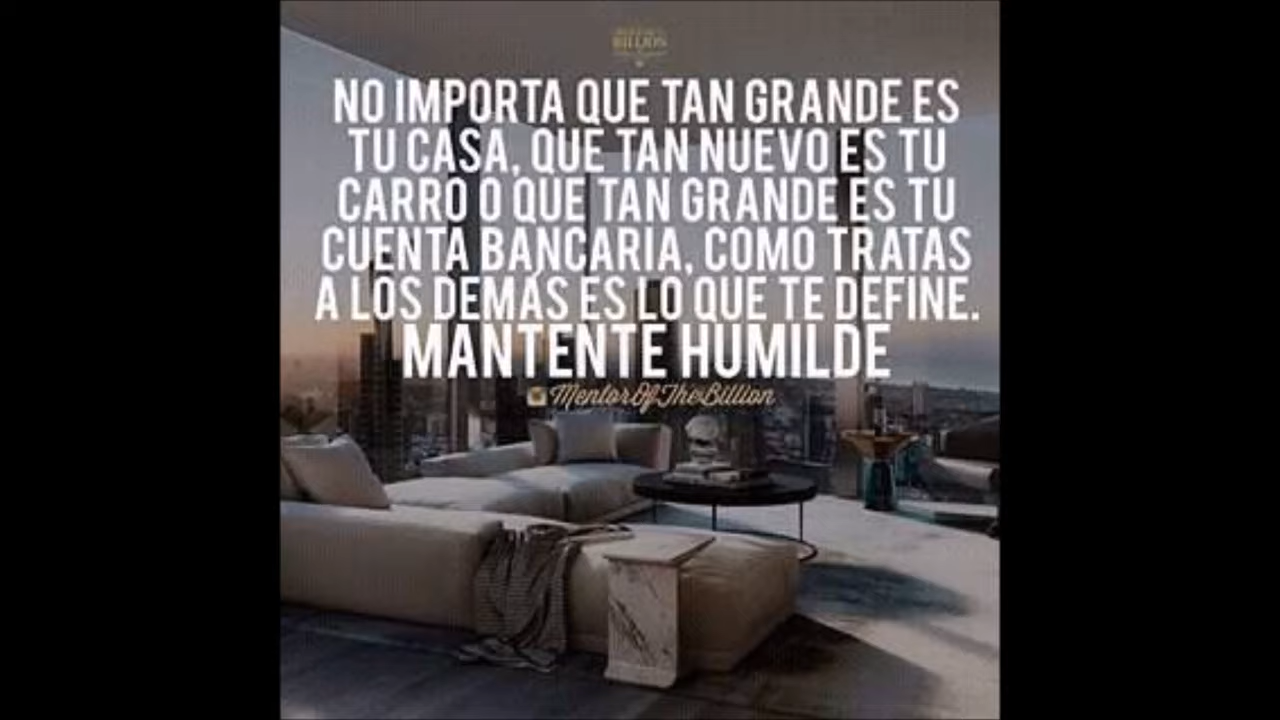 BILLION
NO IMPORTA QUE TAN GRANDE ES
TU CASA, QUE TAN NUEVO ES TU
CARRO O QUE TAN GRANDE ES TU
CUENTA BANCARIA, COMO TRATAS
A LOS DEMÁS ES LO QUE TE DEFINE.
MANTENTE HUMILDE
MentorOfTheBillion